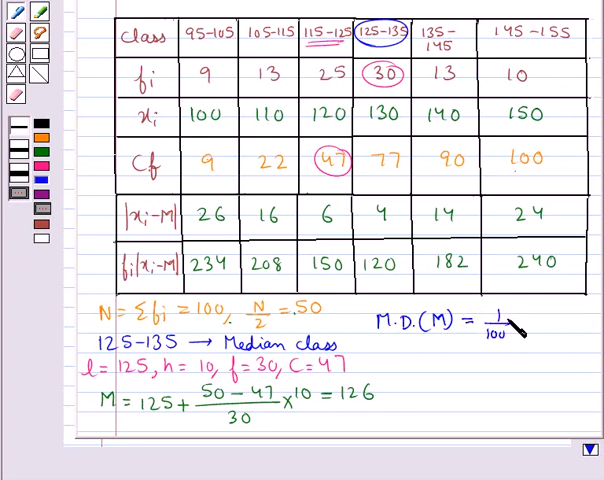 class 95-105 105-115 115-125 125-135 135-145 145-155
fi 9 13 25 30 13 10
xi 100 110 120 130 140 150
Cf 9 22 47 77 90 100
|xi-M| 26 16 6 4 14 24
fi|xi-M| 234 208 150 120 182 240
N = Σfi = 100, N/2 = 50
125-135 → Median class
l = 125, h = 10, f = 30, C = 47
M = 125 + (50 - 47)/30 × 10 = 126
M.D.(M) = 1/100